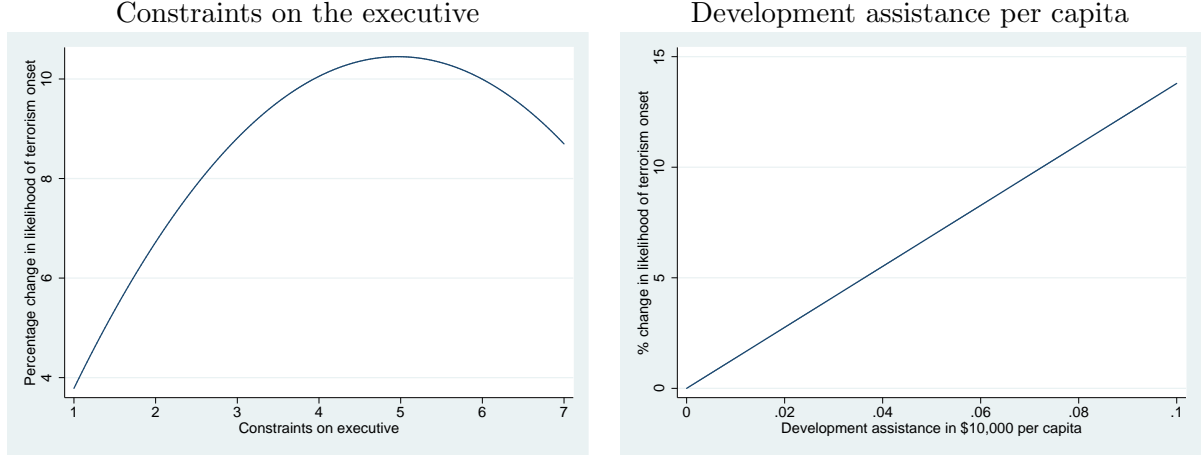 Constraints on the executive
Percentage change in likelihood of terrorism onset
10
8
6
4
1 2 3 4 5 6 7
Constraints on executive
Development assistance per capita
% change in likelihood of terrorism onset
15
10
5
0
0 .02 .04 .06 .08 .1
Development assistance in $10,000 per capita